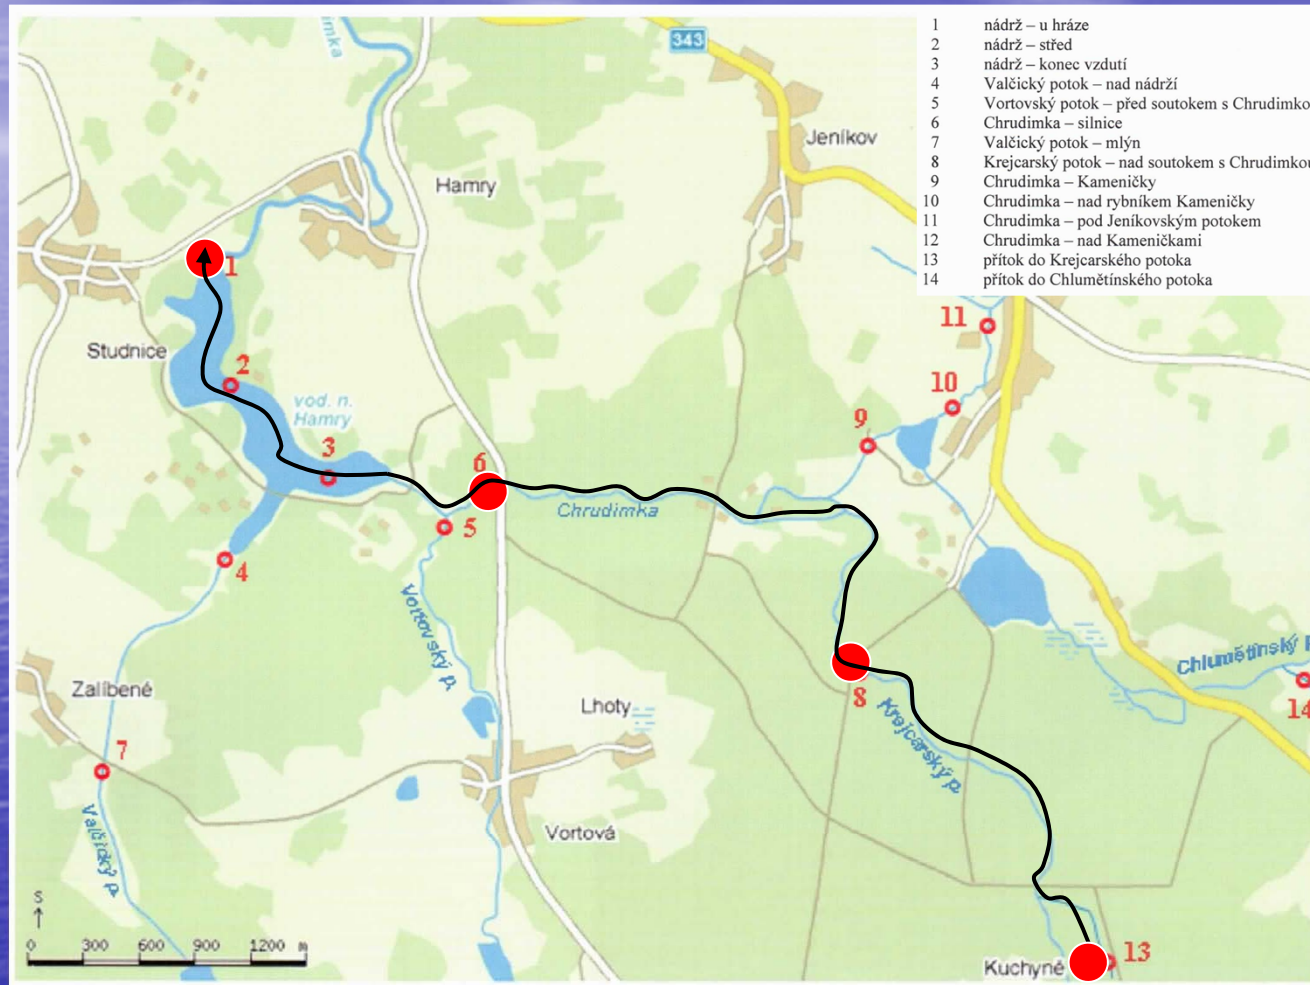 1 nádrž – u hráze
2 nádrž – střed
3 nádrž – konec vzdutí
4 Valčický potok – nad nádrží
5 Vortovský potok – před soutokem s Chrudimko
6 Chrudimka – silnice
7 Valčický potok – mlýn
8 Krejcarský potok – nad soutokem s Chrudimkou
9 Chrudimka – Kameničky
10 Chrudimka – nad rybníkem Kameničky
11 Chrudimka – pod Jeníkovským potokem
12 Chrudimka – nad Kameničkami
13 přítok do Krejcarského potoka
14 přítok do Chlumětínského potoka
imka
343
Jeníkov
Hamry
1
11
Studnice
2
10
vod. n.
Hamry
9
3
6
Chrudimka
5
4
Vortovský p.
Chlumětínský
Zalíbené
8
Lhoty
14
Krejcarský p.
7
Valčický p.
Vortová
S
0 300 600 900 1200 m
Kuchyně
13